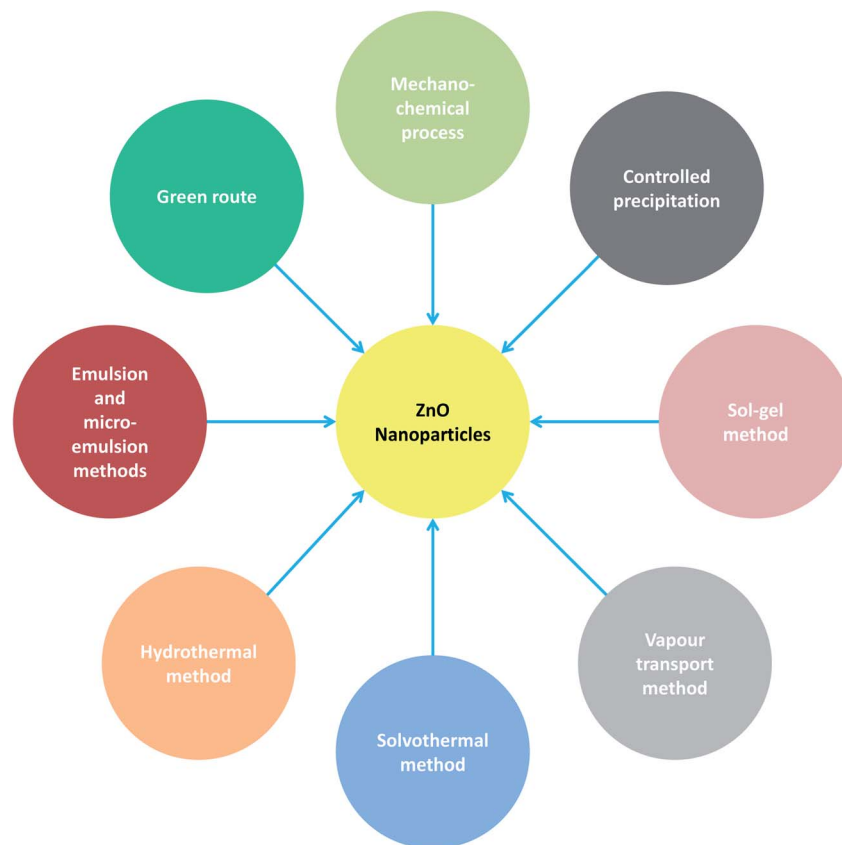 Mechano-
chemical
process
Controlled
precipitation
Green route
Emulsion
and
micro-
emulsion
methods
ZnO
Nanoparticles
Sol-gel
method
Hydrothermal
method
Vapour
transport
method
Solvothermal
method